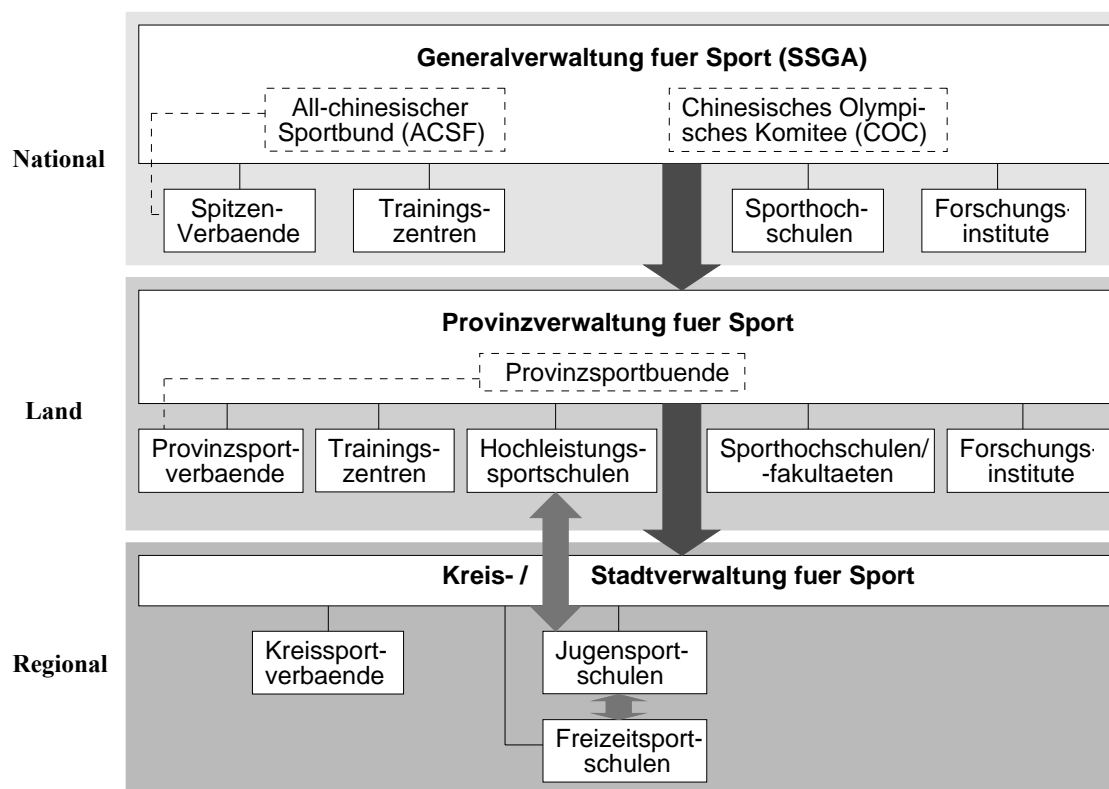 Generalverwaltung fuer Sport (SSGA)
All-chinesischer
Sportbund (ACSF)
Chinesisches Olympi-
sches Komitee (COC)
National
Spitzen-
Verbaende
Trainings-
zentren
Sporthoch-
schulen
Forschungs-
institute
Provinzverwaltung fuer Sport
Provinzsportbuende
Land
Provinzsport-
verbaende
Trainings-
zentren
Hochleistungs-
sportschulen
Sporthochschulen/
-fakultaeten
Forschungs-
institute
Kreis- / Stadtverwaltung fuer Sport
Regional
Kreissport-
verbaende
Jugensport-
schulen
Freizeitsport-
schulen